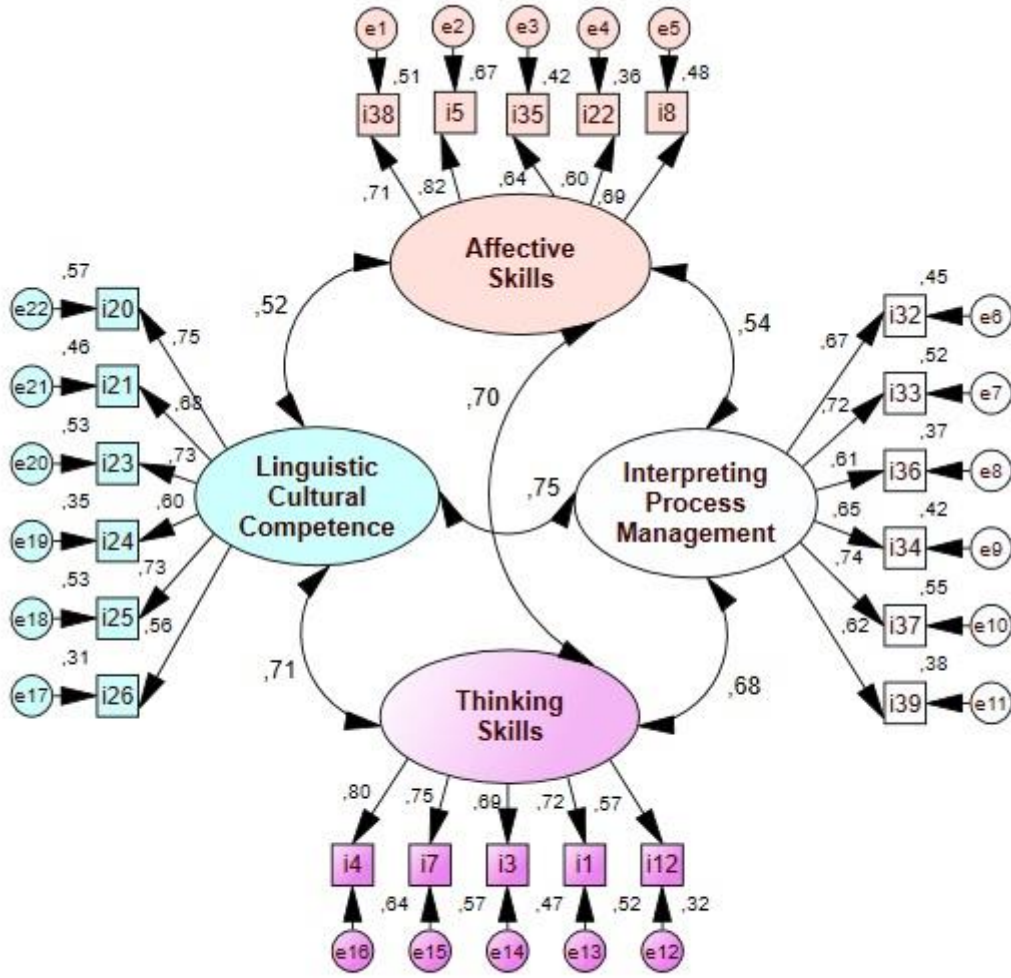 e1 e2 e3 e4 e5
,51 ,67 ,42 ,36 ,48
i38 i5 i35 i22 i8
,71 ,82 ,64 ,60 ,69
Affective
Skills
,52
,54
,70
,57
e22 i20
,75
,46
e21 i21
,68
,53
e20 i23
,73
,35
,60
e19 i24
,73
,53
e18 i25
,56
,31
e17 i26
Linguistic
Cultural
Competence
,75
Interpreting
Process
Management
,45
i32 e6
,67
,52
i33 e7
,72
,37
,61
i36 e8
,65
,42
i34 e9
,74
,55
i37 e10
,62
,38
i39 e11
,71
,68
Thinking
Skills
,80 ,75 ,69 ,72 ,57
i4 i7 i3 i1 i12
,64 ,57 ,47 ,52 ,32
e16 e15 e14 e13 e12